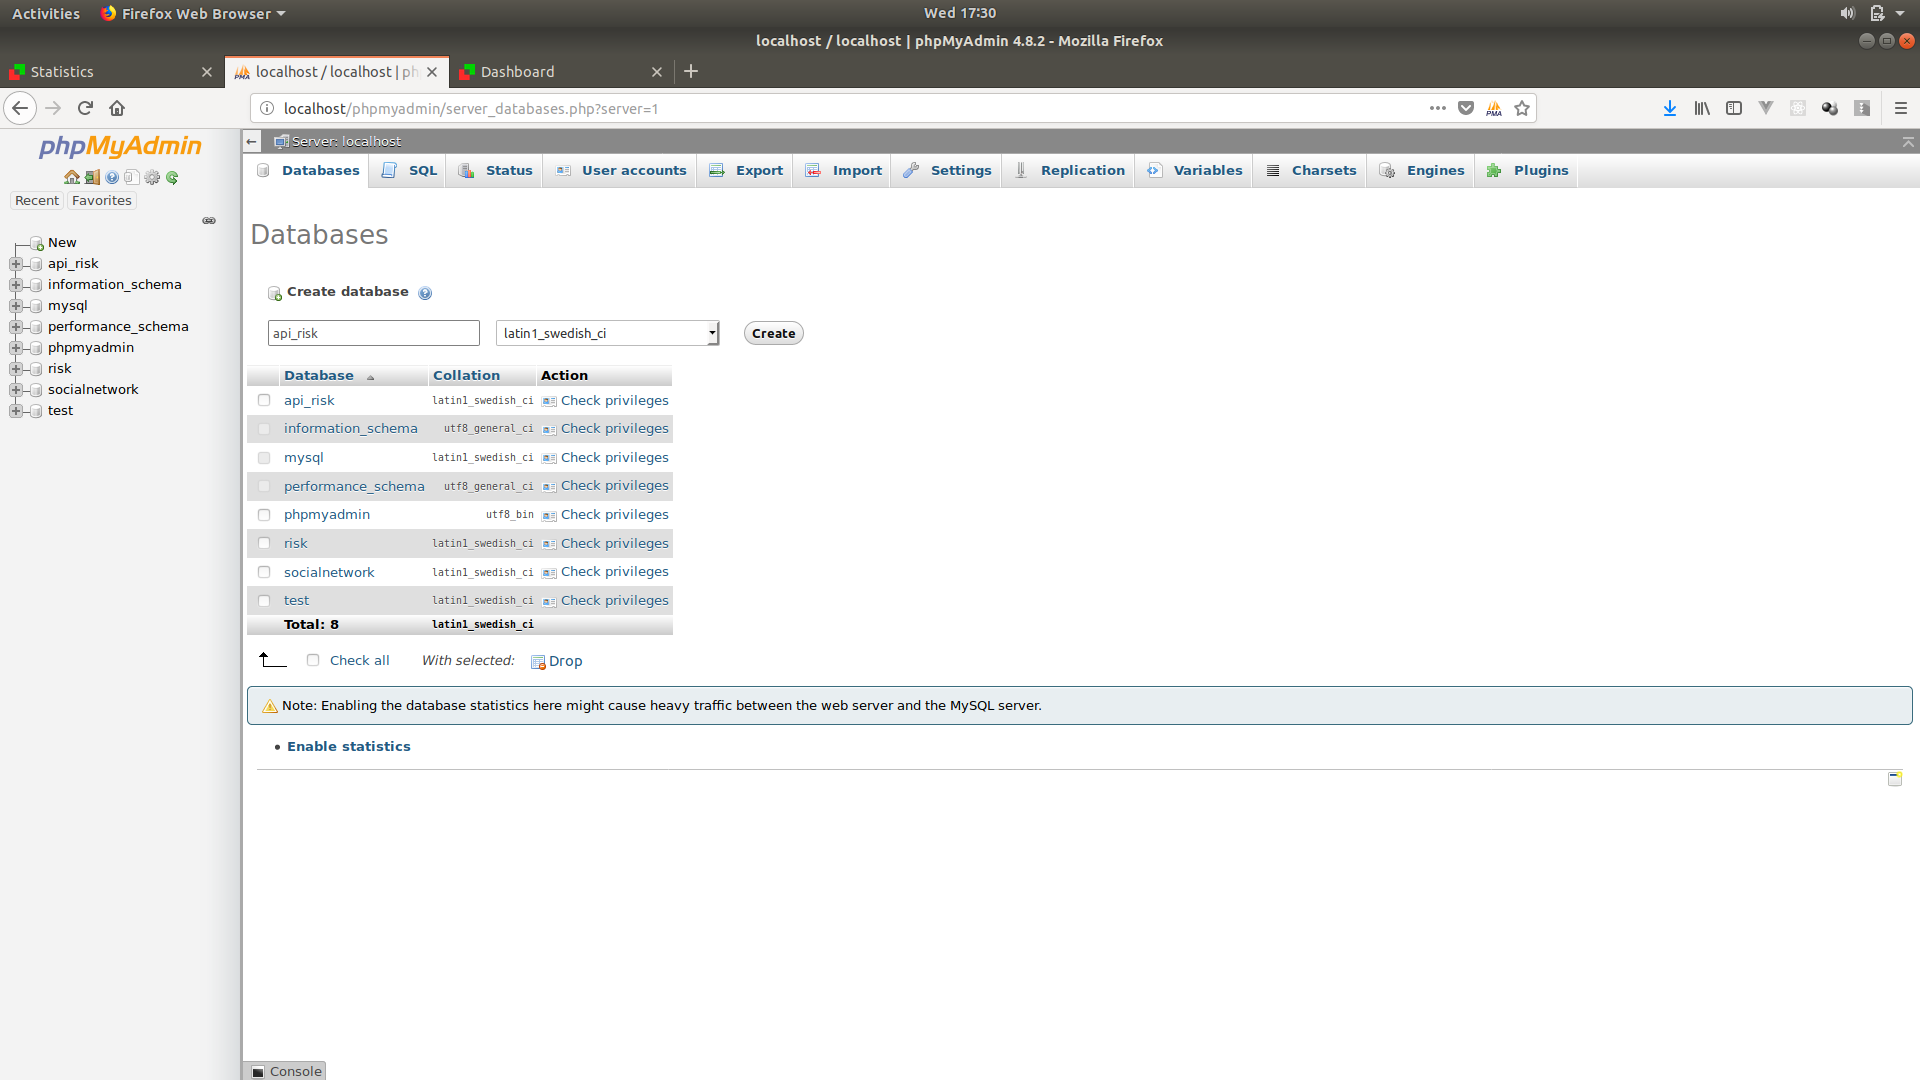 Activities Firefox Web Browser Wed 17:30
localhost / localhost | phpMyAdmin 4.8.2 - Mozilla Firefox
Statistics localhost / localhost | ph Dashboard
localhost/phpmyadmin/server_databases.php?server=1 PMA
phpMyAdmin
Server: localhost
Databases SQL Status User accounts Export Import Settings Replication Variables Charsets Engines Plugins
Recent Favorites
New
api_risk
information_schema
mysql
performance_schema
phpmyadmin
risk
socialnetwork
test
Databases
Create database
api_risk latin1_swedish_ci Create
Database Collation Action
api_risk latin1_swedish_ci Check privileges
information_schema utf8_general_ci Check privileges
mysql latin1_swedish_ci Check privileges
performance_schema utf8_general_ci Check privileges
phpmyadmin utf8_bin Check privileges
risk latin1_swedish_ci Check privileges
socialnetwork latin1_swedish_ci Check privileges
test latin1_swedish_ci Check privileges
Total: 8 latin1_swedish_ci
Check all With selected: Drop
Note: Enabling the database statistics here might cause heavy traffic between the web server and the MySQL server.
Enable statistics
Console